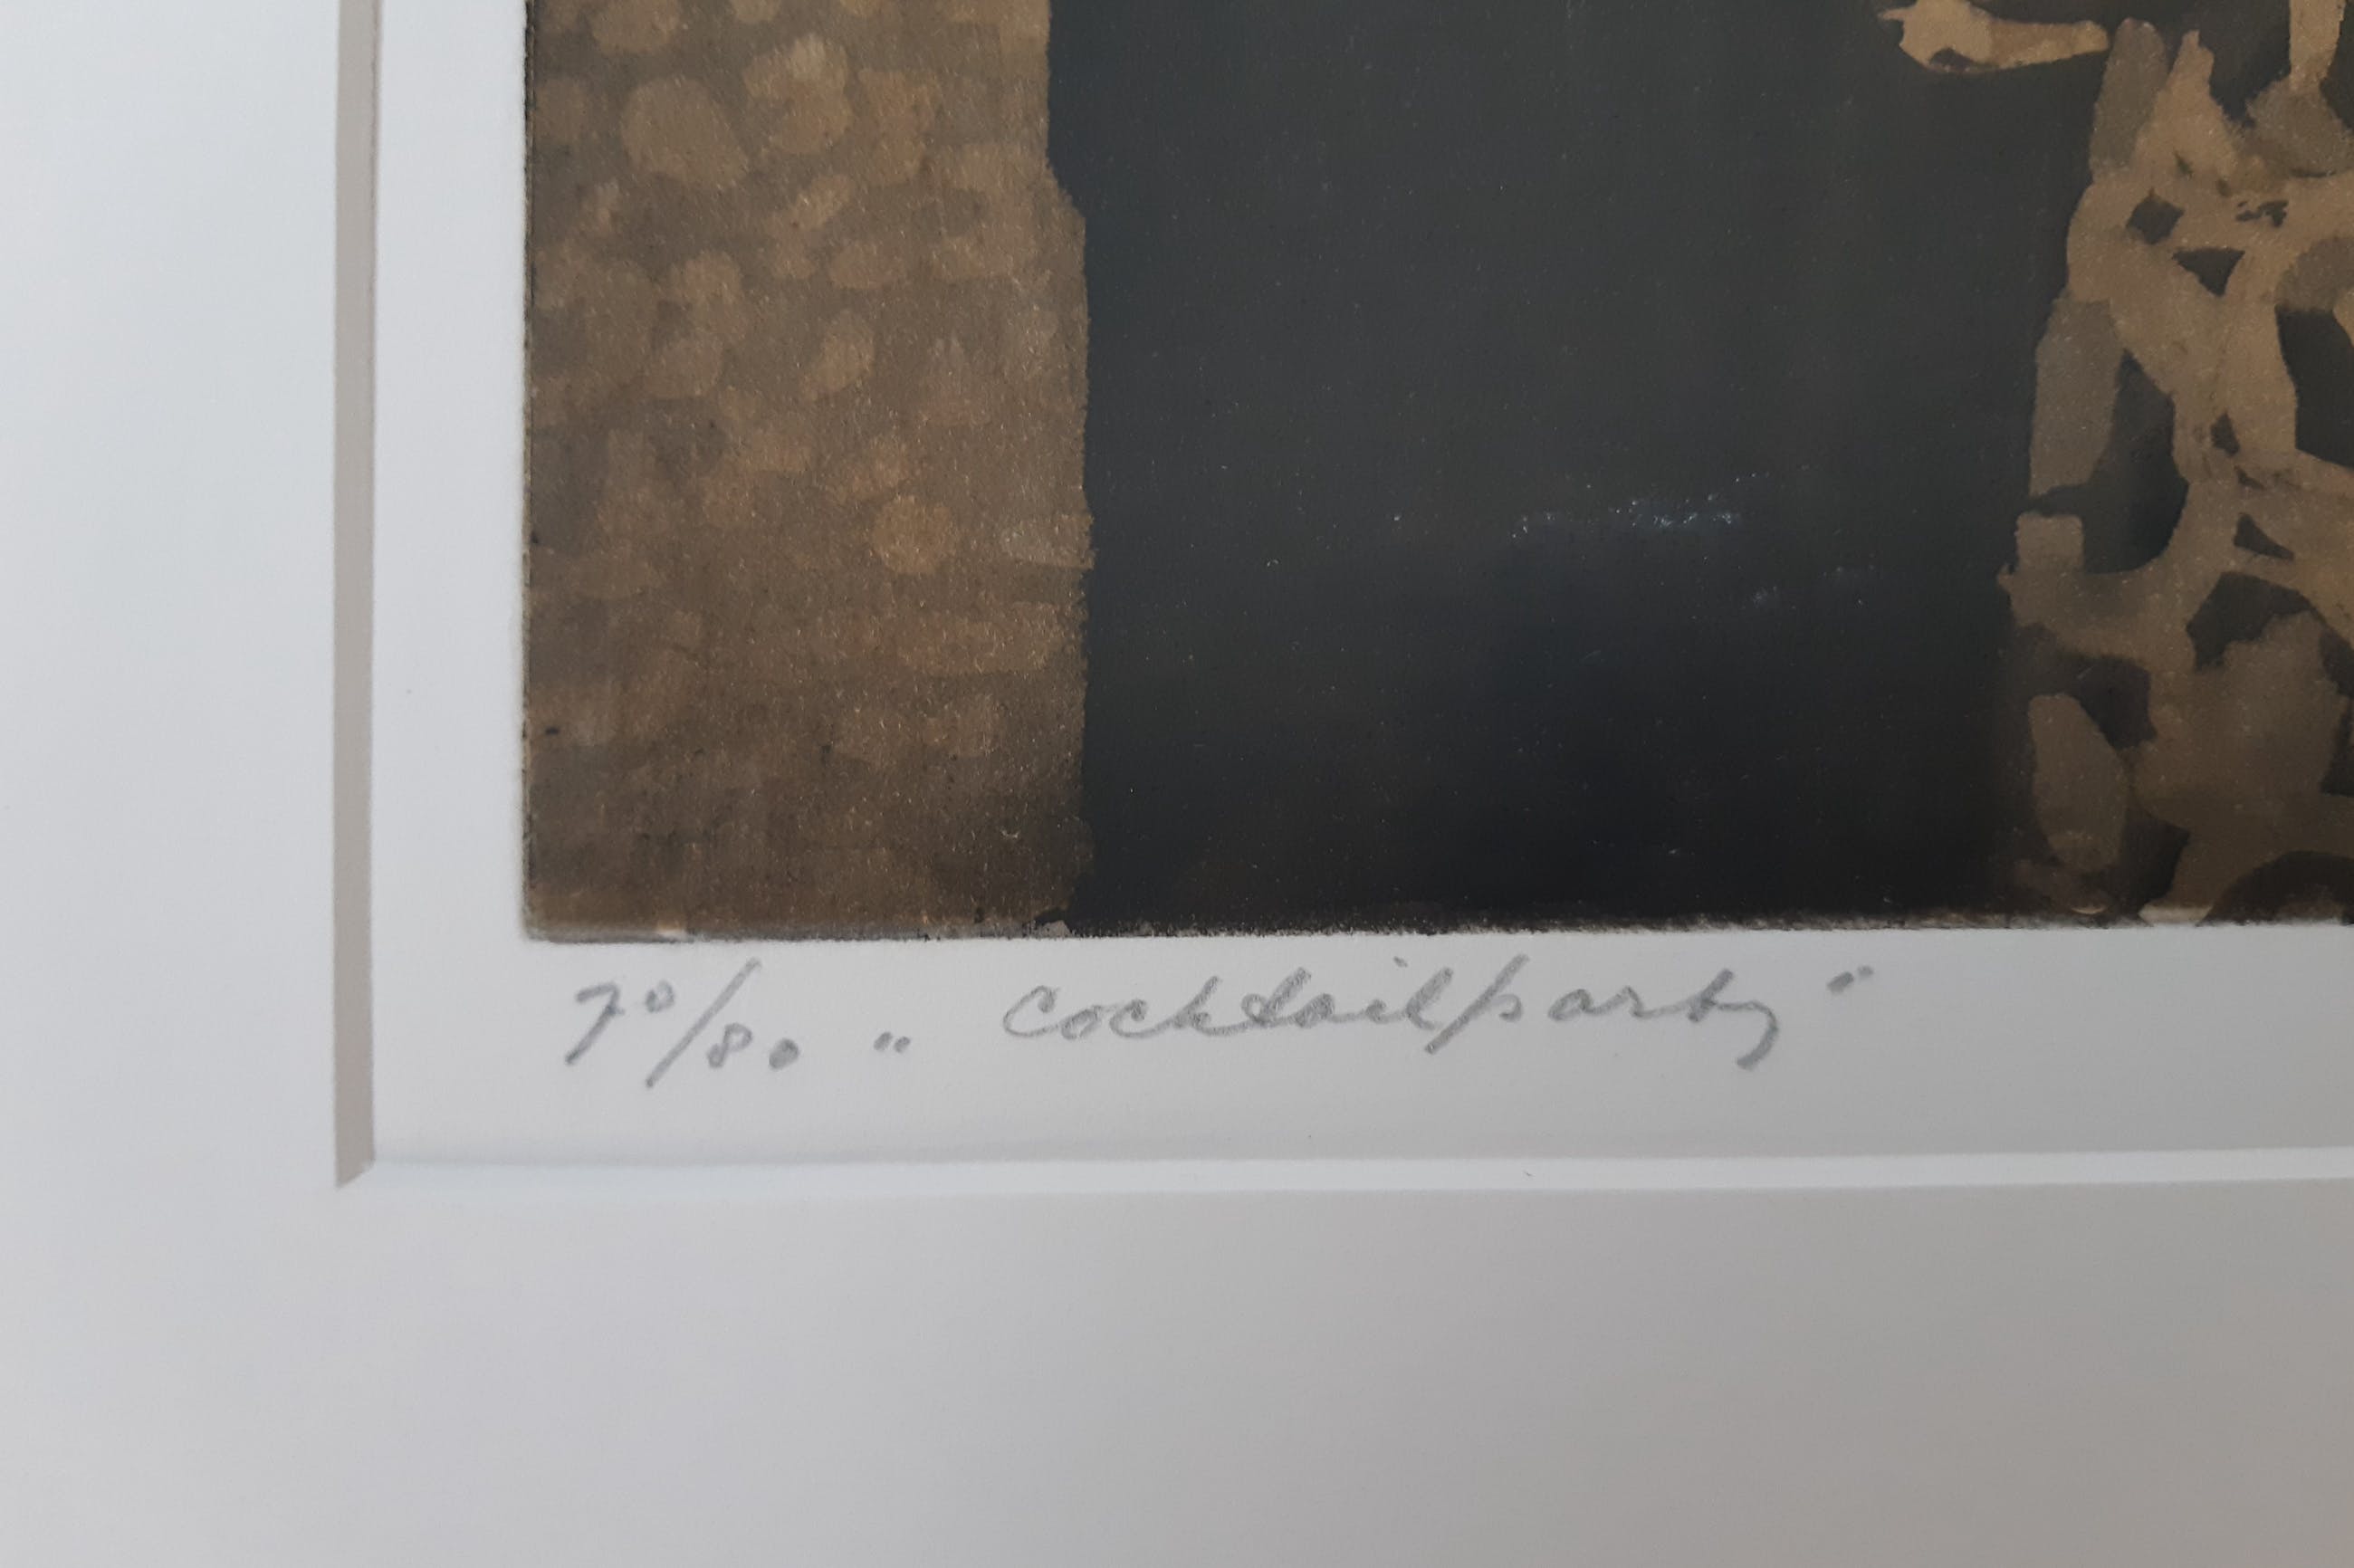 70/80 „ Cocktailparty "